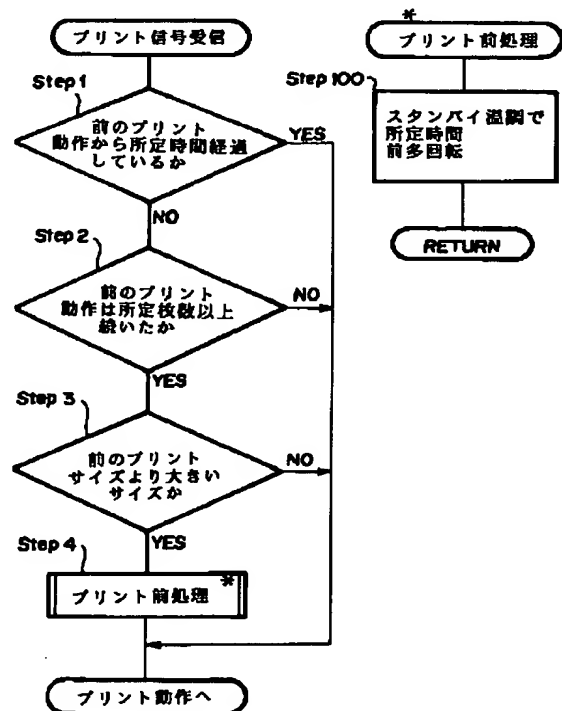 プリント信号受信
Step 1
前のプリント
動作から所定時間経過
しているか
YES
NO
Step 2
前のプリント
動作は所定枚数以上
続いたか
NO
YES
Step 3
前のプリント
サイズより大きい
サイズか
NO
YES
Step 4
プリント前処理
*
プリント動作へ
*
プリント前処理
Step 100
スタンバイ温調で
所定時間
前多回転
RETURN